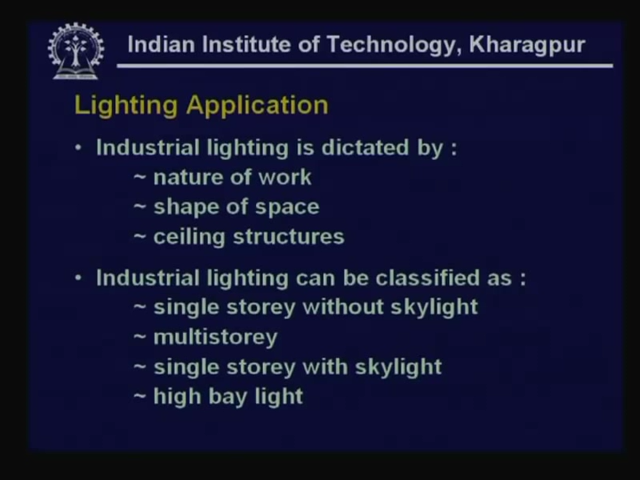 Indian Institute of Technology, Kharagpur
Lighting Application
• Industrial lighting is dictated by :
~ nature of work
~ shape of space
~ ceiling structures
• Industrial lighting can be classified as :
~ single storey without skylight
~ multistorey
~ single storey with skylight
~ high bay light